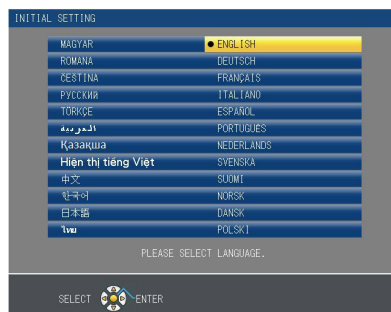 INITIAL SETTING
MAGYAR ENGLISH
ROMÂNA DEUTSCH
ČEŠTINA FRANÇAIS
РУССКИЙ ITALIANO
TÜRKÇE ESPAÑOL
العربية PORTUGUÊS
Қазақша NEDERLANDS
Hiện thị tiếng Việt SVENSKA
中文 SUOMI
한국어 NORSK
日本語 DANSK
ไทย POLSKI
PLEASE SELECT LANGUAGE.
SELECT ENTER